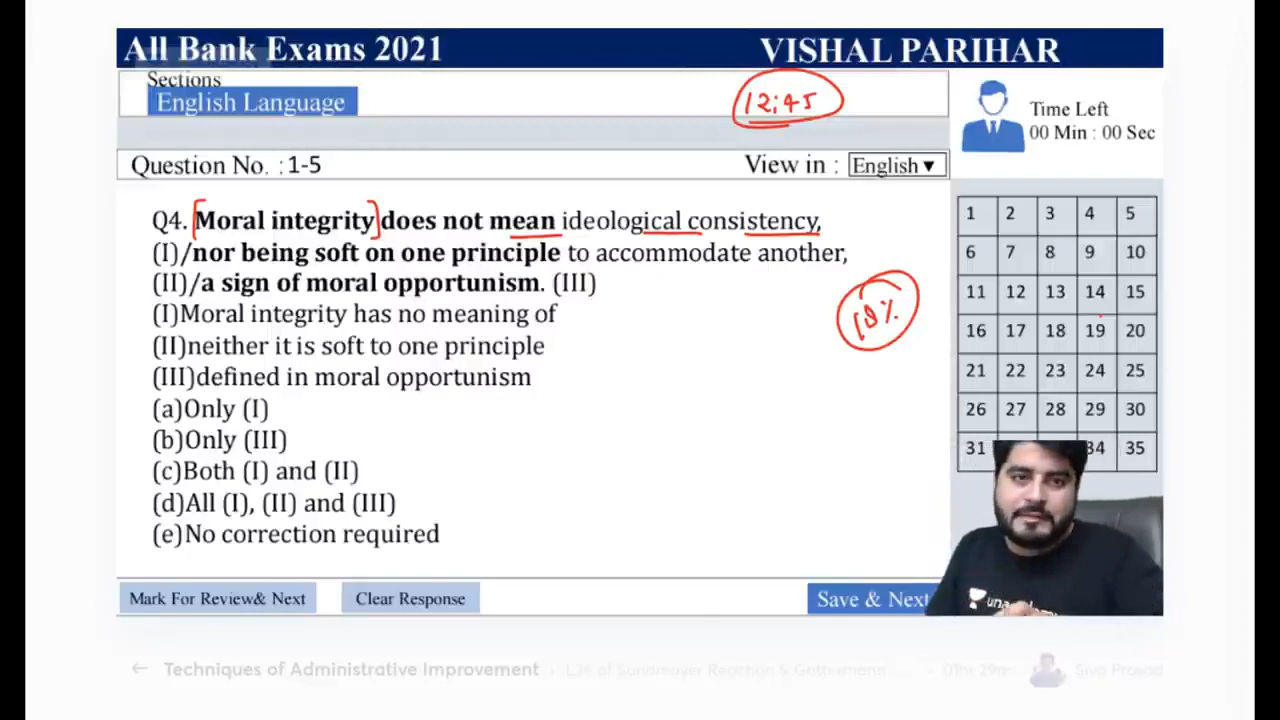 All Bank Exams 2021
VISHAL PARIHAR
Sections
English Language
12:45
Time Left
00 Min : 00 Sec
Question No. : 1-5
View in : English▼
Q4. Moral integrity does not mean ideological consistency,
(I)/nor being soft on one principle to accommodate another,
(II)/a sign of moral opportunism. (III)
(I)Moral integrity has no meaning of
(II)neither it is soft to one principle
(III)defined in moral opportunism
(a)Only (I)
(b)Only (III)
(c)Both (I) and (II)
(d)All (I), (II) and (III)
(e)No correction required
18%
1 2 3 4 5
6 7 8 9 10
11 12 13 14 15
16 17 18 19 20
21 22 23 24 25
26 27 28 29 30
31 34 35
Mark For Review& Next
Clear Response
Save & Next
← Techniques of Administrative Improvement